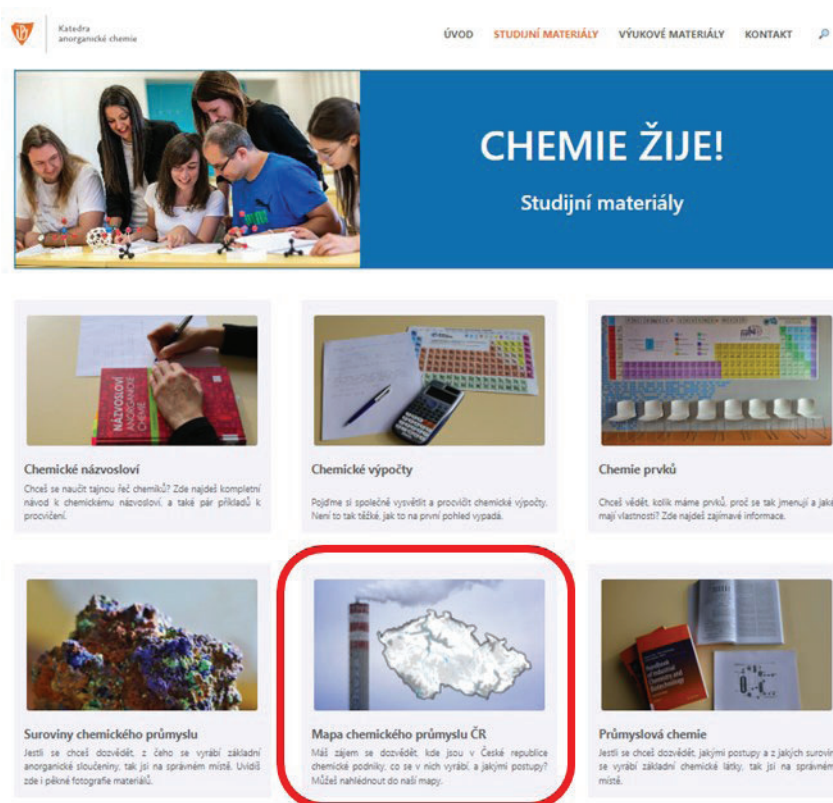 Katedra
anorganické chemie
ÚVOD STUDIJNÍ MATERIÁLY VÝUKOVÉ MATERIÁLY KONTAKT
CHEMIE ŽIJE!
Studijní materiály
NÁZVOSLOVÍ
ANORGANICKÉ
CHEMIE
Chemické názvosloví
Chceš se naučit tajnou řeč chemiků? Zde najdeš kompletní
návod k chemickému názvosloví, a také pár příkladů k
procvičení.
Chemické výpočty
Pojďme si společně vysvětlit a procvičit chemické výpočty.
Není to tak těžké, jak to na první pohled vypadá.
Chemie prvků
Chceš vědět, kolik máme prvků, proč se tak jmenují a jaké
mají vlastnosti? Zde najdeš zajímavé informace.
Handbook
of Industrial
Chemistry and
Biotechnology
Suroviny chemického průmyslu
Jestli se chceš dozvědět, z čeho se vyrábí základní
anorganické sloučeniny, tak jsi na správném místě. Uvidíš
zde i pěkné fotografie materiálů.
Mapa chemického průmyslu ČR
Máš zájem se dozvědět, kde jsou v České republice
chemické podniky, co se v nich vyrábí, a jakými postupy?
Můžeš nahlédnout do naší mapy.
Průmyslová chemie
Jestli se chceš dozvědět, jakými postupy a z jakých surovin
se vyrábí základní chemické látky, tak jsi na správném
místě.